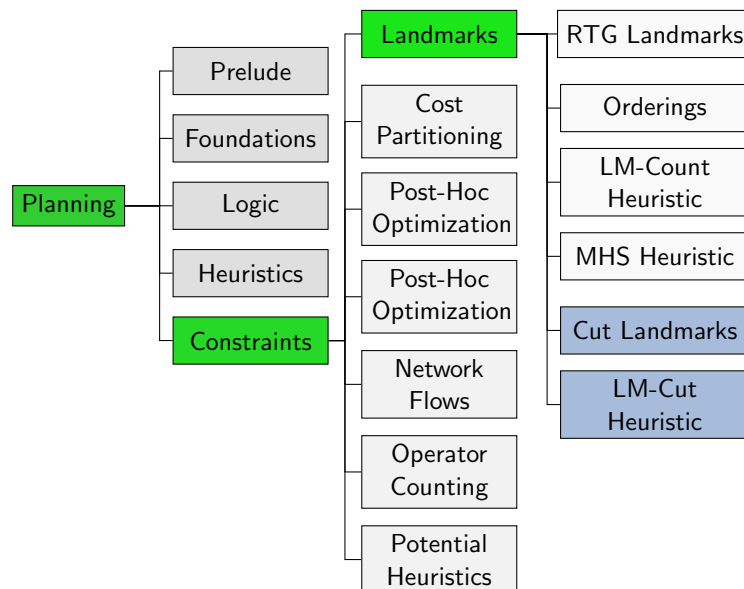 Planning
Prelude
Foundations
Logic
Heuristics
Constraints
Landmarks
Cost
Partitioning
Post-Hoc
Optimization
Post-Hoc
Optimization
Network
Flows
Operator
Counting
Potential
Heuristics
RTG Landmarks
Orderings
LM-Count
Heuristic
MHS Heuristic
Cut Landmarks
LM-Cut
Heuristic